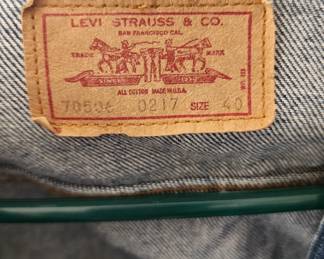 LEVI STRAUSS & CO.
SAN FRANCISCO CAL.
TRADE MARK
ALL COTTON MADE IN U.S.A.
70506 0217 SIZE 40